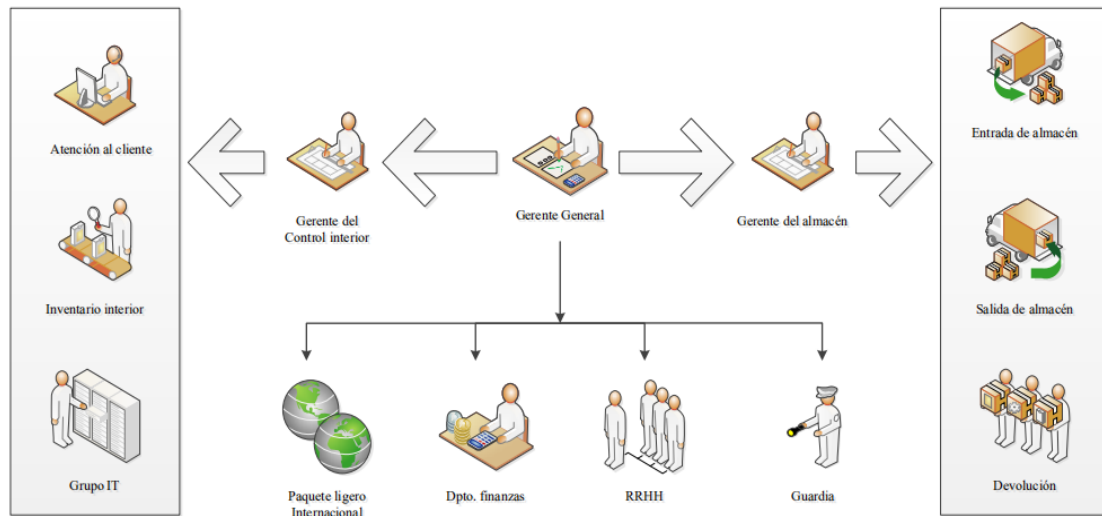 Atención al cliente
Inventario interior
Grupo IT
Gerente del
Control interior
Gerente General
Gerente del almacén
Paquete ligero
Internacional
Dpto. finanzas
RRHH
Guardia
Entrada de almacén
Salida de almacén
Devolución